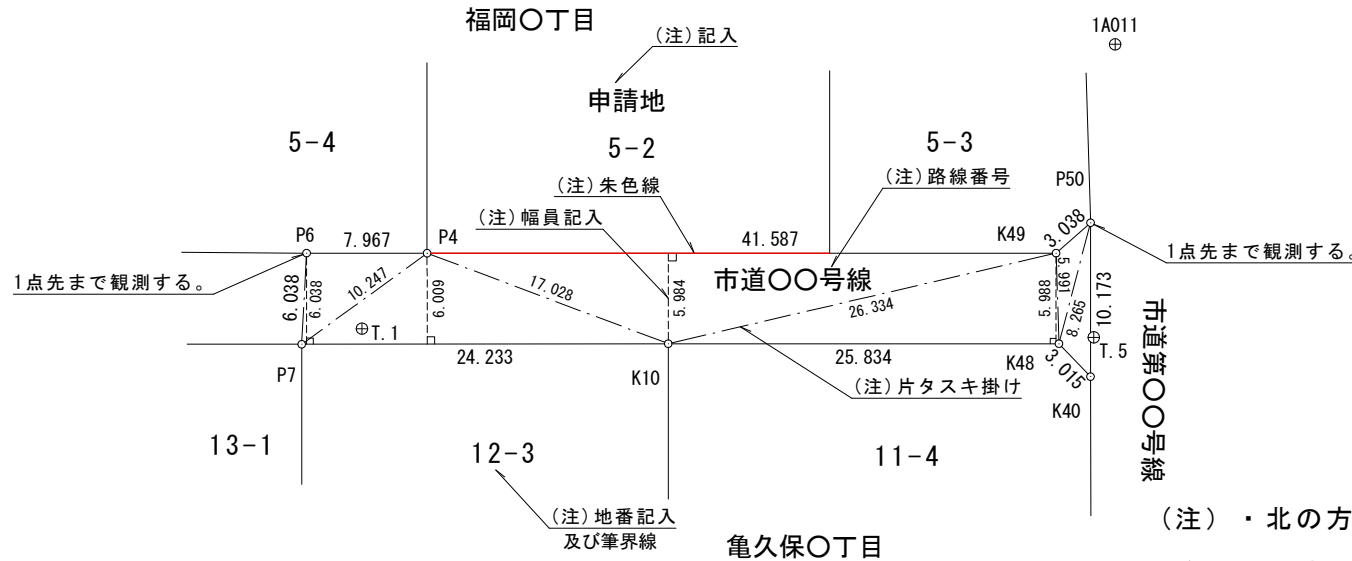 福岡〇丁目
(注)記入
1A011
申請地
5-4
5-2
5-3
(注)路線番号
(注)朱色線
P50
(注)幅員記入
P6
7.967
P4
41.587
K49
3.038
1点先まで観測する。
1点先まで観測する。
市道〇〇号線
6.038
6.038
10.247
6.009
17.028
5.984
26.334
5.988
5.991
8.265
10.173
T.1
T.5
市道第〇〇号線
24.233
25.834
P7
K10
K48
3.015
K40
(注)片タスキ掛け
13-1
12-3
11-4
(注)地番記入
及び筆界線
亀久保〇丁目
(注)・北の方